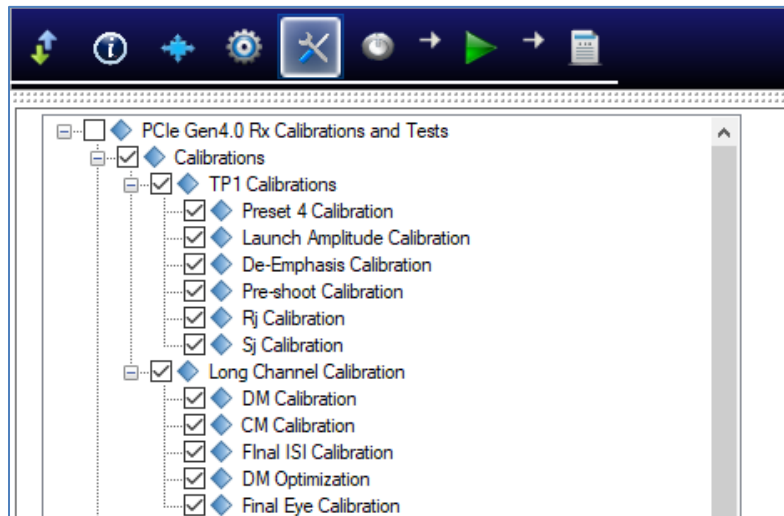 PCIe Gen4.0 Rx Calibrations and Tests
Calibrations
TP1 Calibrations
Preset 4 Calibration
Launch Amplitude Calibration
De-Emphasis Calibration
Pre-shoot Calibration
Rj Calibration
Sj Calibration
Long Channel Calibration
DM Calibration
CM Calibration
FInal ISI Calibration
DM Optimization
Final Eye Calibration